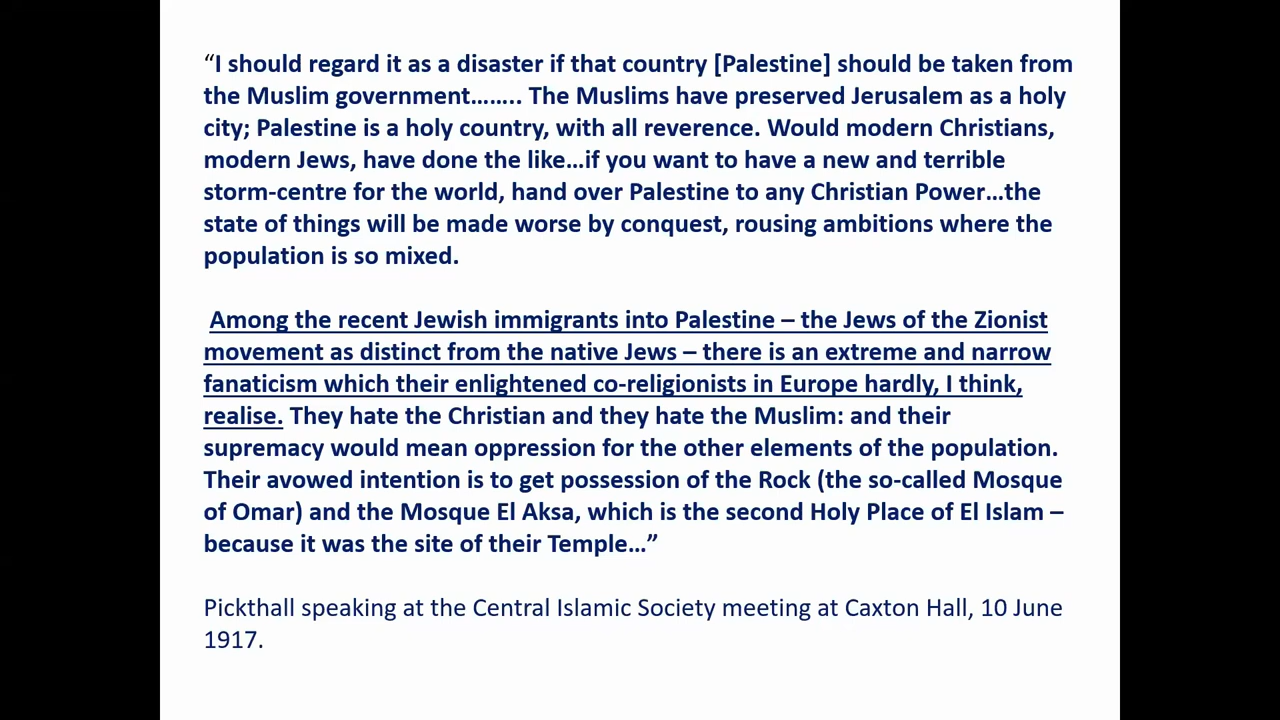 “I should regard it as a disaster if that country [Palestine] should be taken from
the Muslim government…….. The Muslims have preserved Jerusalem as a holy
city; Palestine is a holy country, with all reverence. Would modern Christians,
modern Jews, have done the like…if you want to have a new and terrible
storm-centre for the world, hand over Palestine to any Christian Power…the
state of things will be made worse by conquest, rousing ambitions where the
population is so mixed.
Among the recent Jewish immigrants into Palestine – the Jews of the Zionist
movement as distinct from the native Jews – there is an extreme and narrow
fanaticism which their enlightened co-religionists in Europe hardly, I think,
realise. They hate the Christian and they hate the Muslim: and their
supremacy would mean oppression for the other elements of the population.
Their avowed intention is to get possession of the Rock (the so-called Mosque
of Omar) and the Mosque El Aksa, which is the second Holy Place of El Islam –
because it was the site of their Temple…”
Pickthall speaking at the Central Islamic Society meeting at Caxton Hall, 10 June
1917.